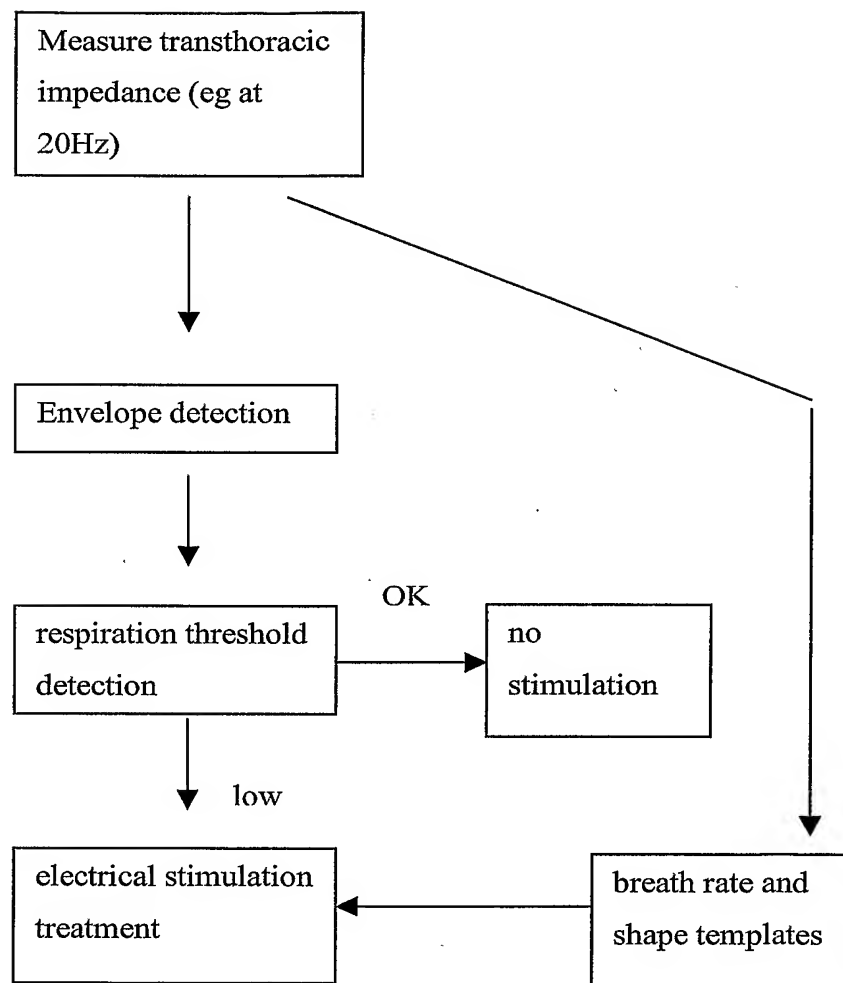 Measure transthoracic
impedance (eg at
20Hz)
Envelope detection
respiration threshold
detection
OK
no
stimulation
low
electrical stimulation
treatment
breath rate and
shape templates